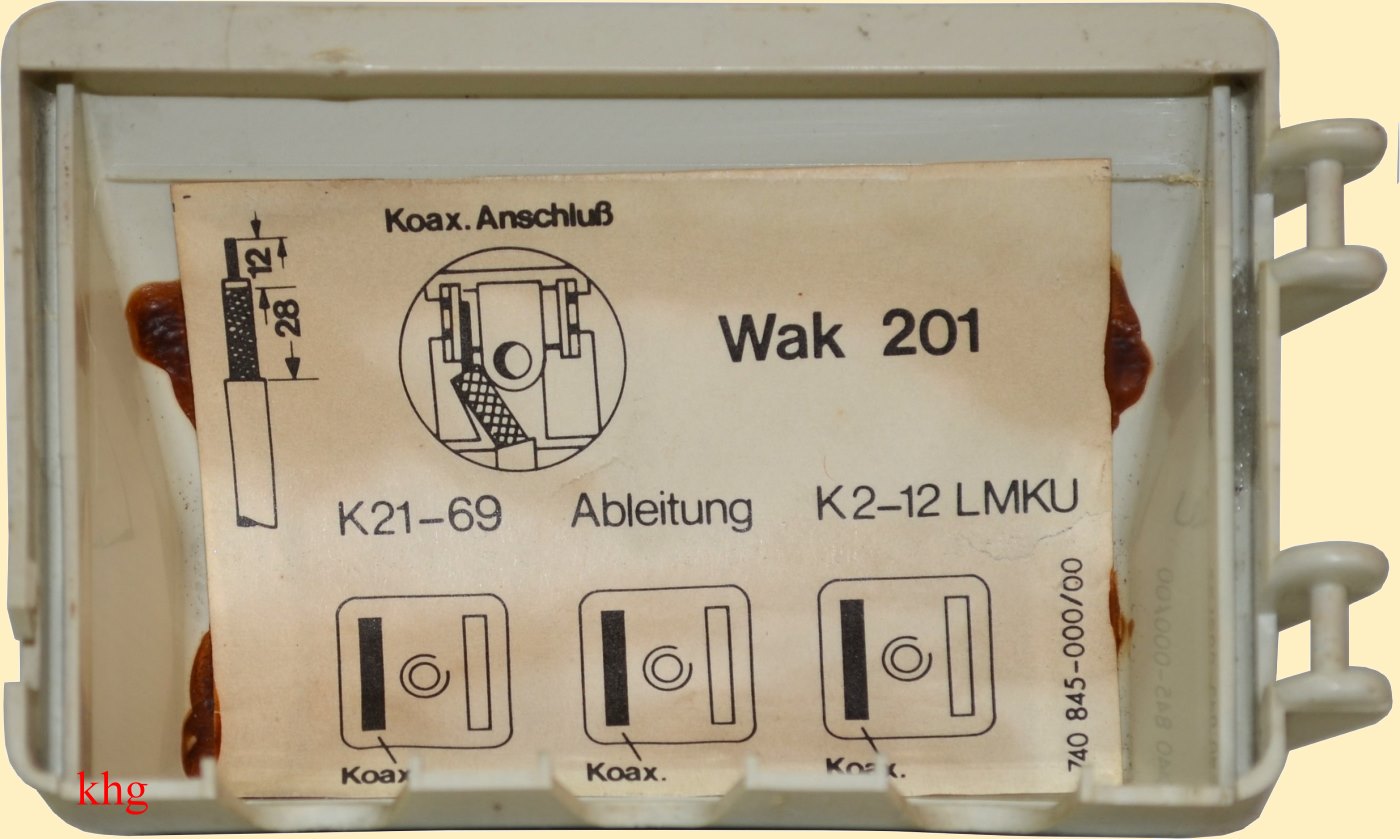 Koax. Anschluß
12
28
Wak 201
K21–69 Ableitung K2–12 LMKU
Koax Koax. Koax.
740 845–000/00
khg